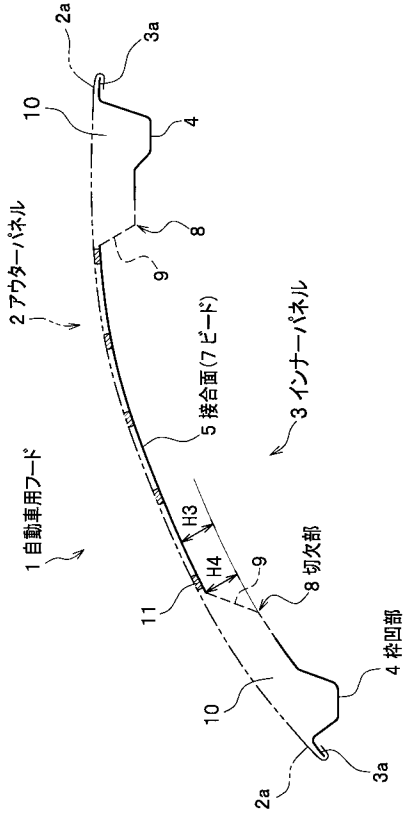 1 自動車用フード
2 アウターパネル
2a
3a
10
4
8
9
5 接合面(7 ビード)
3 インナーパネル
H3
H4
11
9
8 切欠部
10
4 枠凹部
2a
3a